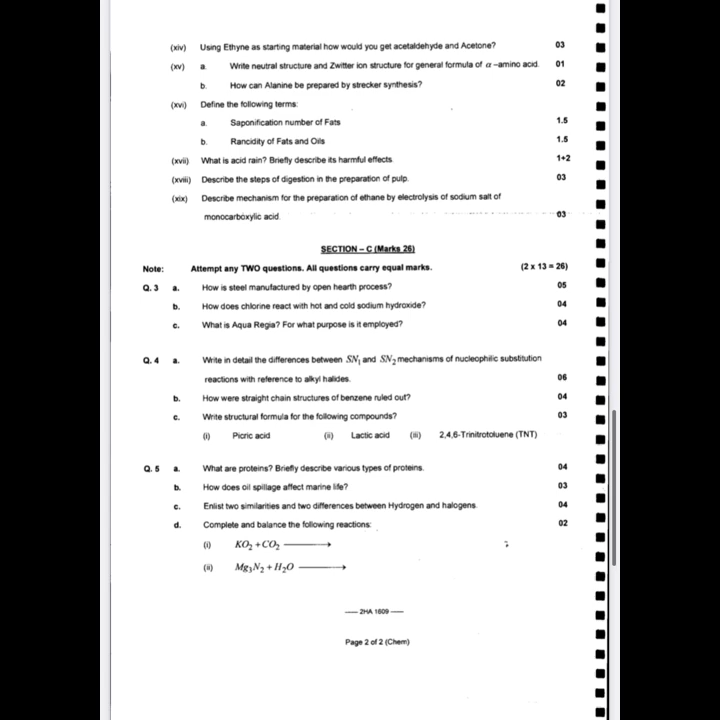 (xiv) Using Ethyne as starting material how would you get acetaldehyde and Acetone? 03
(xv) a. Write neutral structure and Zwitter ion structure for general formula of α –amino acid. 01
b. How can Alanine be prepared by strecker synthesis? 02
(xvi) Define the following terms:
a. Saponification number of Fats 1.5
b. Rancidity of Fats and Oils 1.5
(xvii) What is acid rain? Briefly describe its harmful effects. 1+2
(xviii) Describe the steps of digestion in the preparation of pulp. 03
(xix) Describe mechanism for the preparation of ethane by electrolysis of sodium salt of
monocarboxylic acid. 03
SECTION – C (Marks 26)
Note: Attempt any TWO questions. All questions carry equal marks. (2 x 13 = 26)
Q. 3 a. How is steel manufactured by open hearth process? 05
b. How does chlorine react with hot and cold sodium hydroxide? 04
c. What is Aqua Regia? For what purpose is it employed? 04
Q. 4 a. Write in detail the differences between SN₁ and SN₂ mechanisms of nucleophilic substitution
reactions with reference to alkyl halides. 06
b. How were straight chain structures of benzene ruled out? 04
c. Write structural formula for the following compounds? 03
(i) Picric acid (ii) Lactic acid (iii) 2,4,6-Trinitrotoluene (TNT)
Q. 5 a. What are proteins? Briefly describe various types of proteins. 04
b. How does oil spillage affect marine life? 03
c. Enlist two similarities and two differences between Hydrogen and halogens. 04
d. Complete and balance the following reactions: 02
(i) KO₂ + CO₂ ⟶
(ii) Mg₃N₂ + H₂O ⟶
—— 2HA 1609 ——
Page 2 of 2 (Chem)